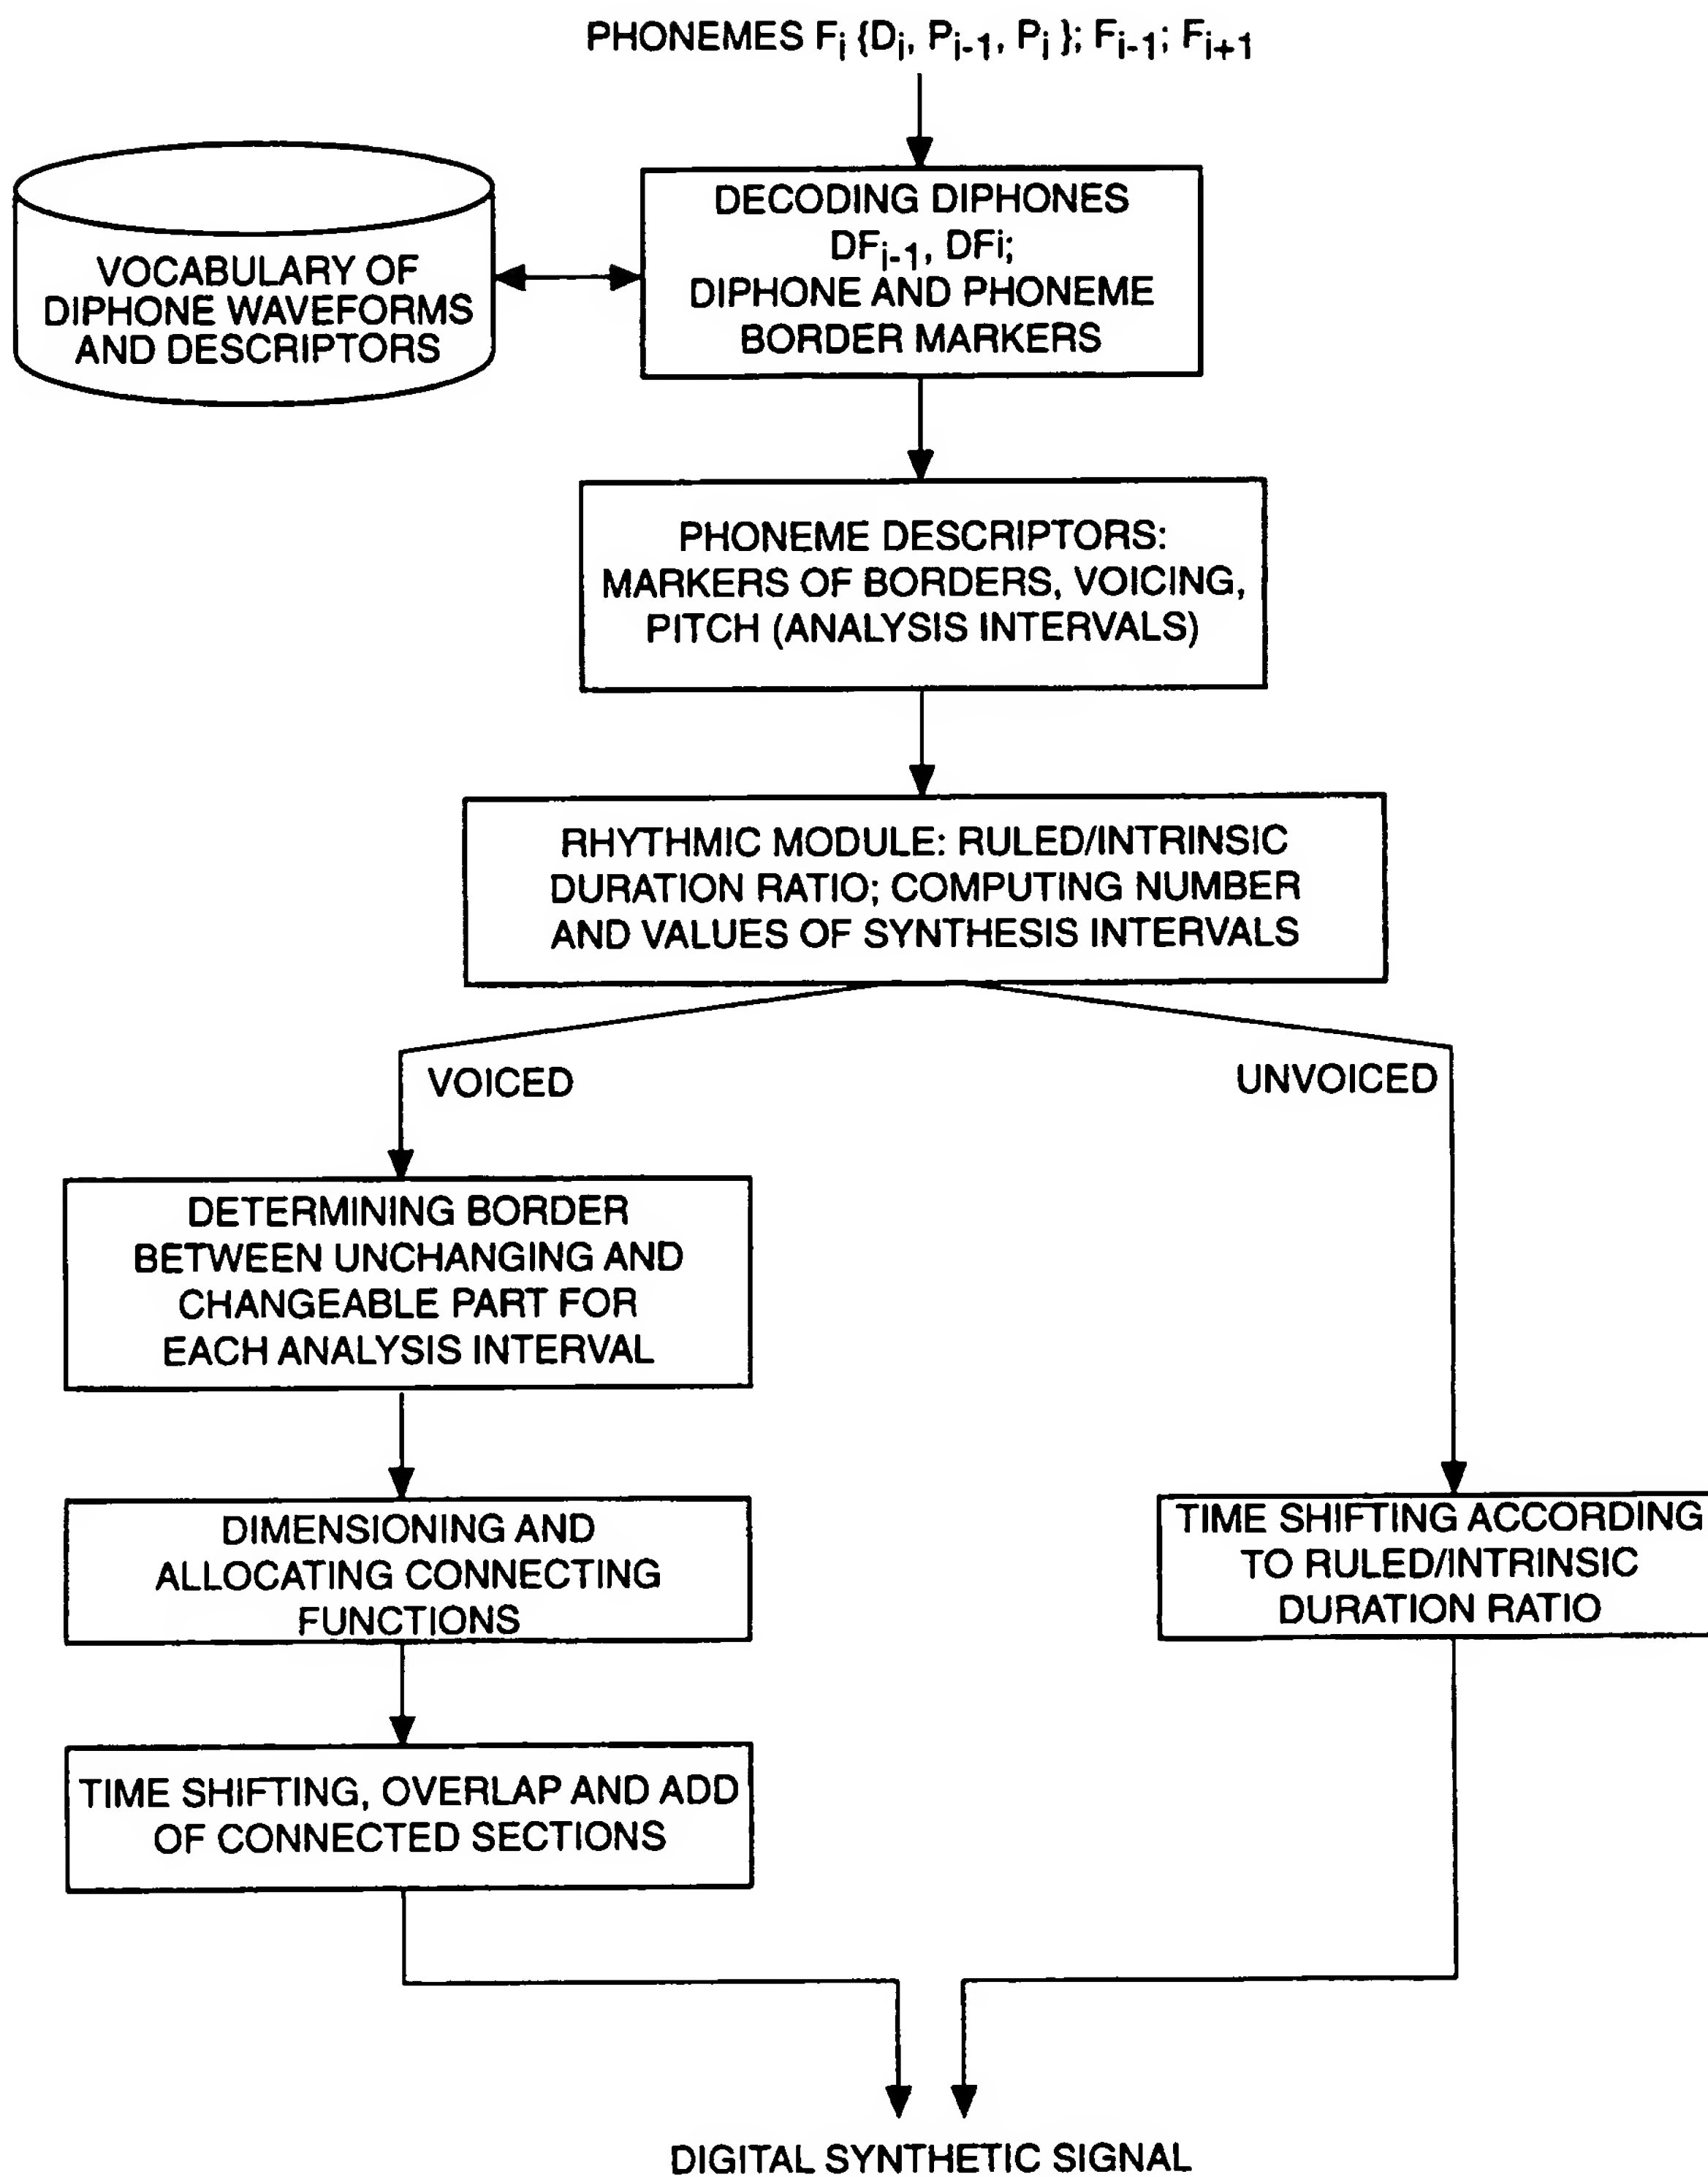 PHONEMES Fi {Di, Pi-1, Pi }; Fi-1; Fi+1
VOCABULARY OF
DIPHONE WAVEFORMS
AND DESCRIPTORS
DECODING DIPHONES
DFi-1, DFi;
DIPHONE AND PHONEME
BORDER MARKERS
PHONEME DESCRIPTORS:
MARKERS OF BORDERS, VOICING,
PITCH (ANALYSIS INTERVALS)
RHYTHMIC MODULE: RULED/INTRINSIC
DURATION RATIO; COMPUTING NUMBER
AND VALUES OF SYNTHESIS INTERVALS
VOICED
UNVOICED
DETERMINING BORDER
BETWEEN UNCHANGING AND
CHANGEABLE PART FOR
EACH ANALYSIS INTERVAL
DIMENSIONING AND
ALLOCATING CONNECTING
FUNCTIONS
TIME SHIFTING ACCORDING
TO RULED/INTRINSIC
DURATION RATIO
TIME SHIFTING, OVERLAP AND ADD
OF CONNECTED SECTIONS
DIGITAL SYNTHETIC SIGNAL